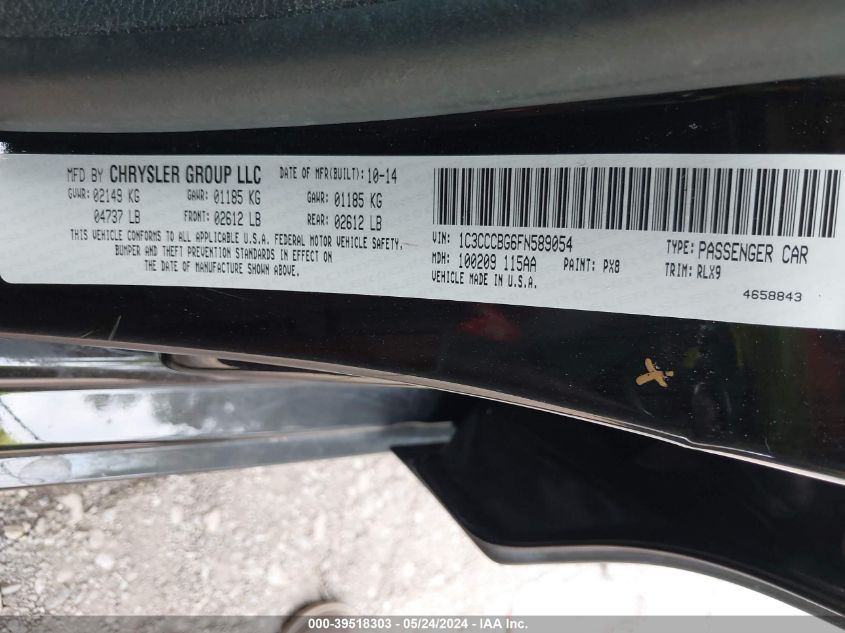 MFD BY CHRYSLER GROUP LLC DATE OF MFR(BUILT): 10-14
GVWR: 02149 KG GAWR: 01185 KG GAWR: 01185 KG
04737 LB FRONT: 02612 LB REAR: 02612 LB
THIS VEHICLE CONFORMS TO ALL APPLICABLE U.S.A. FEDERAL MOTOR VEHICLE SAFETY,
BUMPER AND THEFT PREVENTION STANDARDS IN EFFECT ON
THE DATE OF MANUFACTURE SHOWN ABOVE.
VIN: 1C3CCCBG6FN589054 TYPE: PASSENGER CAR
MDH: 100209 115AA PAINT: PX8 TRIM: RLX9
VEHICLE MADE IN U.S.A.
4658843
000-39518303 - 05/24/2024 - IAA Inc.